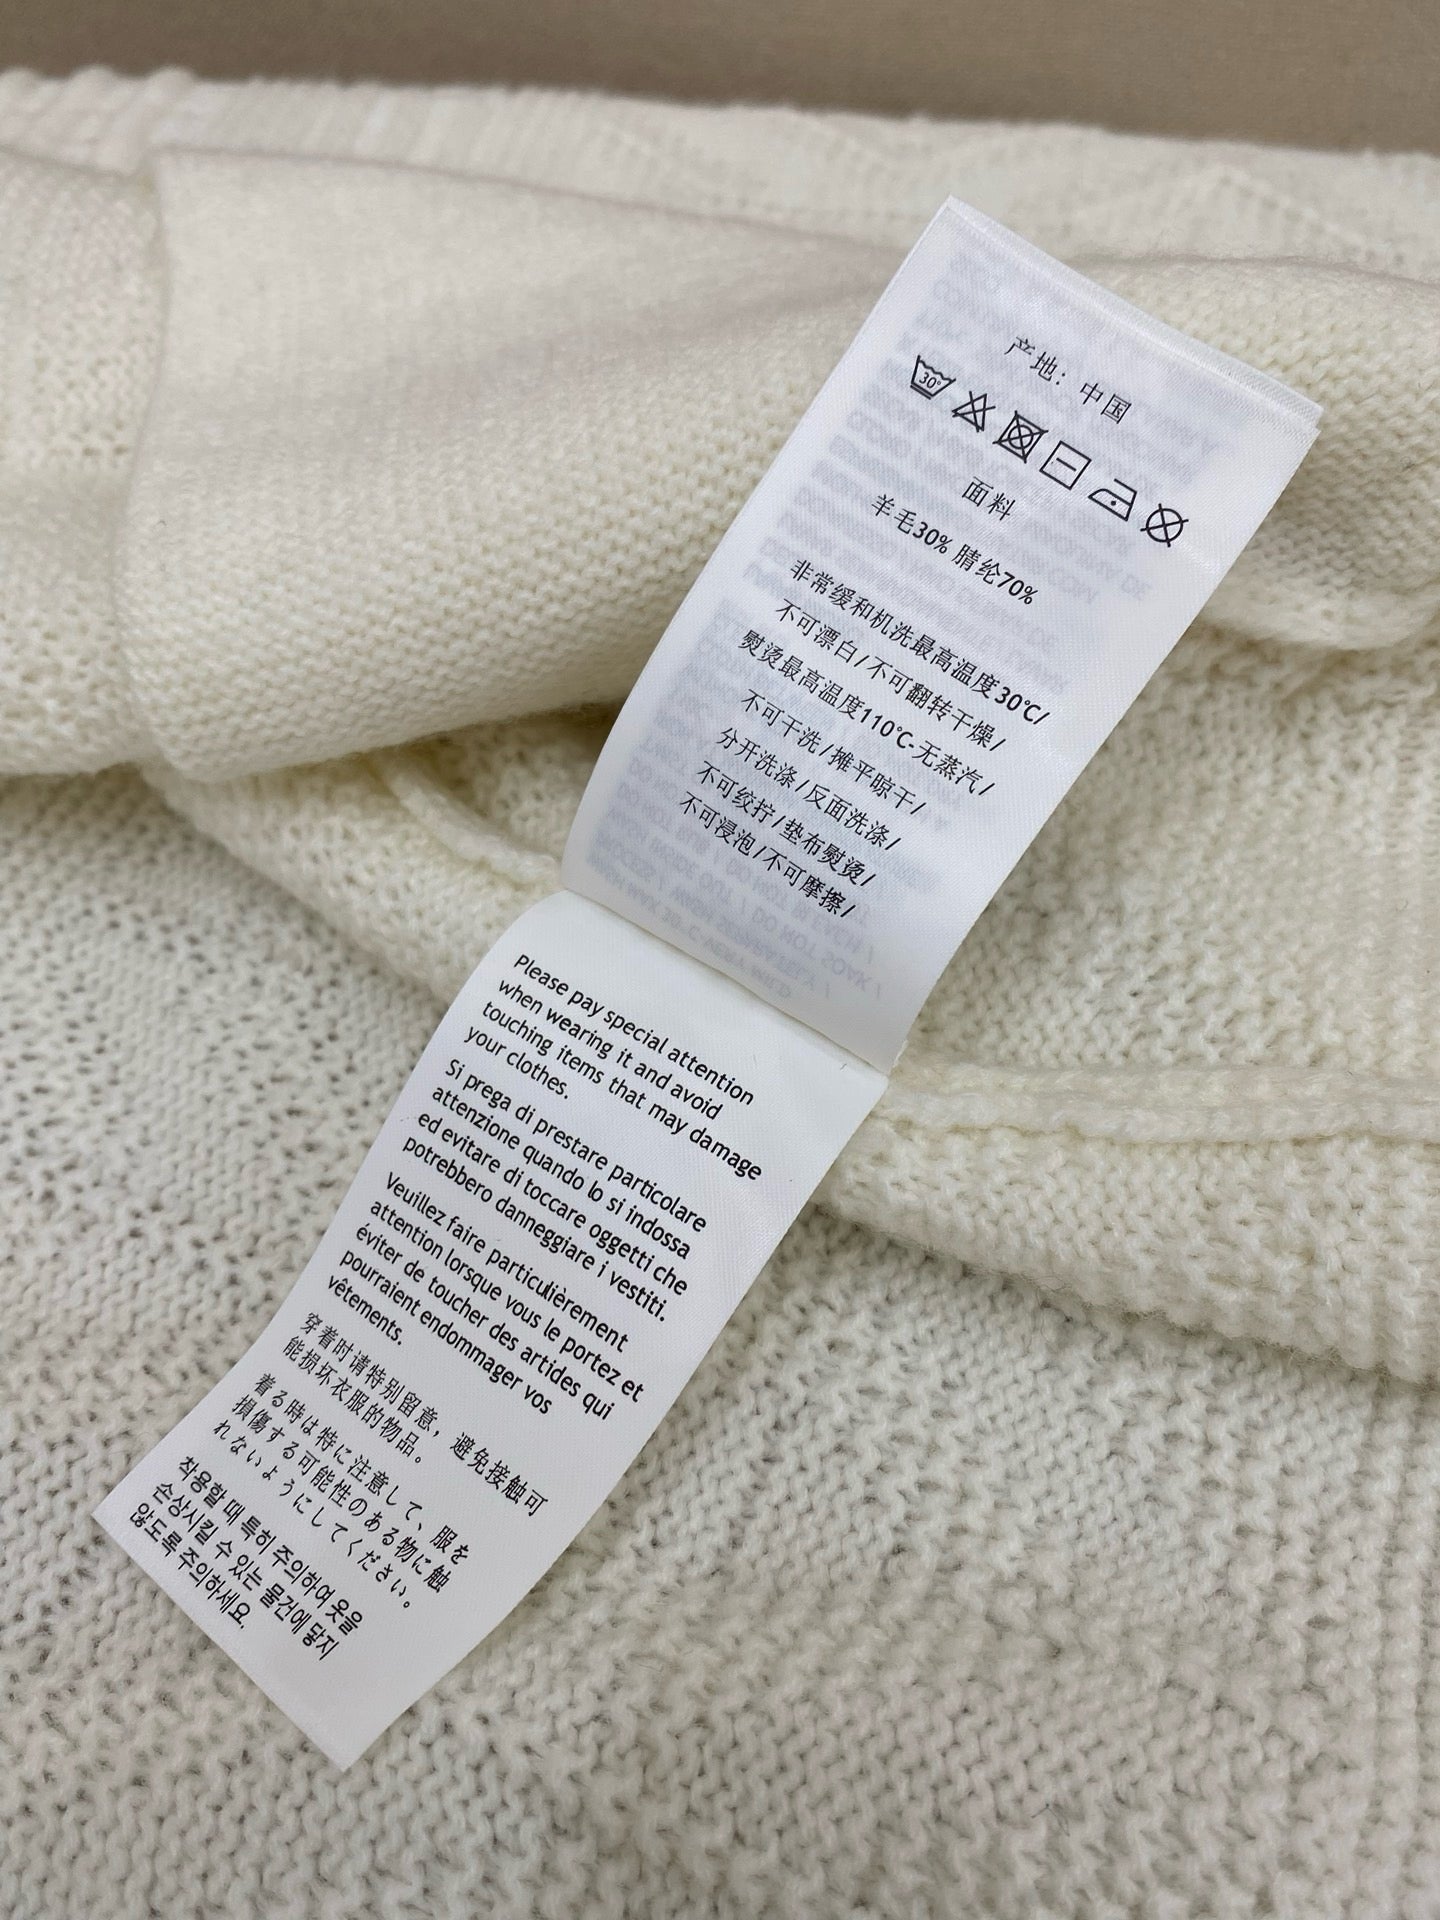 产地：中国
30°
面料
羊毛30% 腈纶70%
非常缓和机洗最高温度30℃/
不可漂白/不可翻转干燥/
熨烫最高温度110℃-无蒸汽/
不可干洗/摊平晾干/
分开洗涤/反面洗涤/
不可绞拧/垫布熨烫/
不可浸泡/不可摩擦/
Please pay special attention
when wearing it and avoid
touching items that may damage
your clothes.
Si prega di prestare particolare
attenzione quando lo si indossa
ed evitare di toccare oggetti che
potrebbero danneggiare i vestiti.
Veuillez faire particulièrement
attention lorsque vous le portez et
éviter de toucher des artides qui
pourraient endommager vos
vêtements.
穿着时请特别留意，避免接触可
能损坏衣服的物品。
着る時は特に注意して、服を
損傷する可能性のある物に触
れないようにしてください。
착용할 때 특히 주의하여 옷을
손상시킬 수 있는 물건에 닿지
않도록 주의하세요.